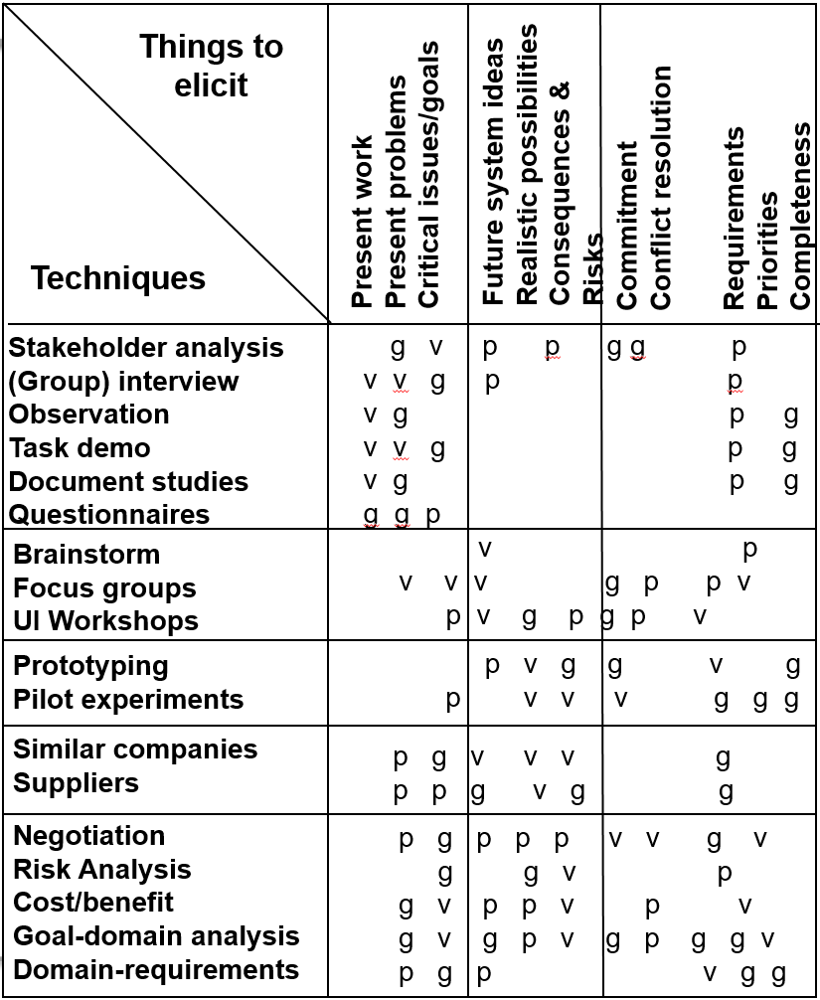 Things to
elicit
Techniques
Present work
Present problems
Critical issues/goals
Future system ideas
Realistic possibilities
Consequences &
Risks
Commitment
Conflict resolution
Requirements
Priorities
Completeness
Stakeholder analysis g v p p g g p
(Group) interview v v g p p
Observation v g p g
Task demo v v g p g
Document studies v g p g
Questionnaires g g p
Brainstorm v p
Focus groups v v v g p p v
UI Workshops p v g p g p v
Prototyping p v g g v g
Pilot experiments p v v v g g g
Similar companies p g v v v g
Suppliers p p g v g g
Negotiation p g p p p v v g v
Risk Analysis g g v p
Cost/benefit g v p p v p v
Goal-domain analysis g v g p v g p g g v
Domain-requirements p g p v g g